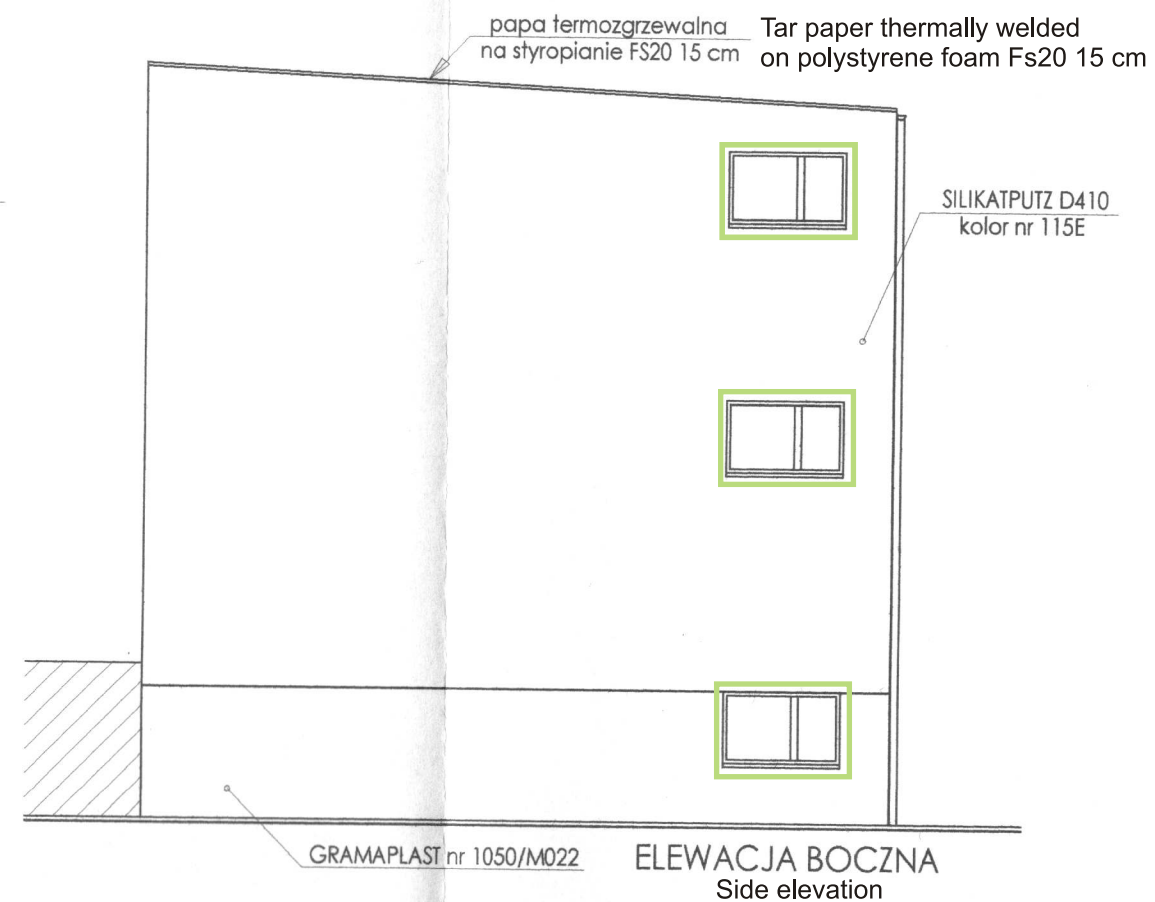 papa termozgrzewalna
na styropianie FS20 15 cm
Tar paper thermally welded
on polystyrene foam Fs20 15 cm
SILIKATPUTZ D410
kolor nr 115E
GRAMAPLAST nr 1050/M022
ELEWACJA BOCZNA
Side elevation